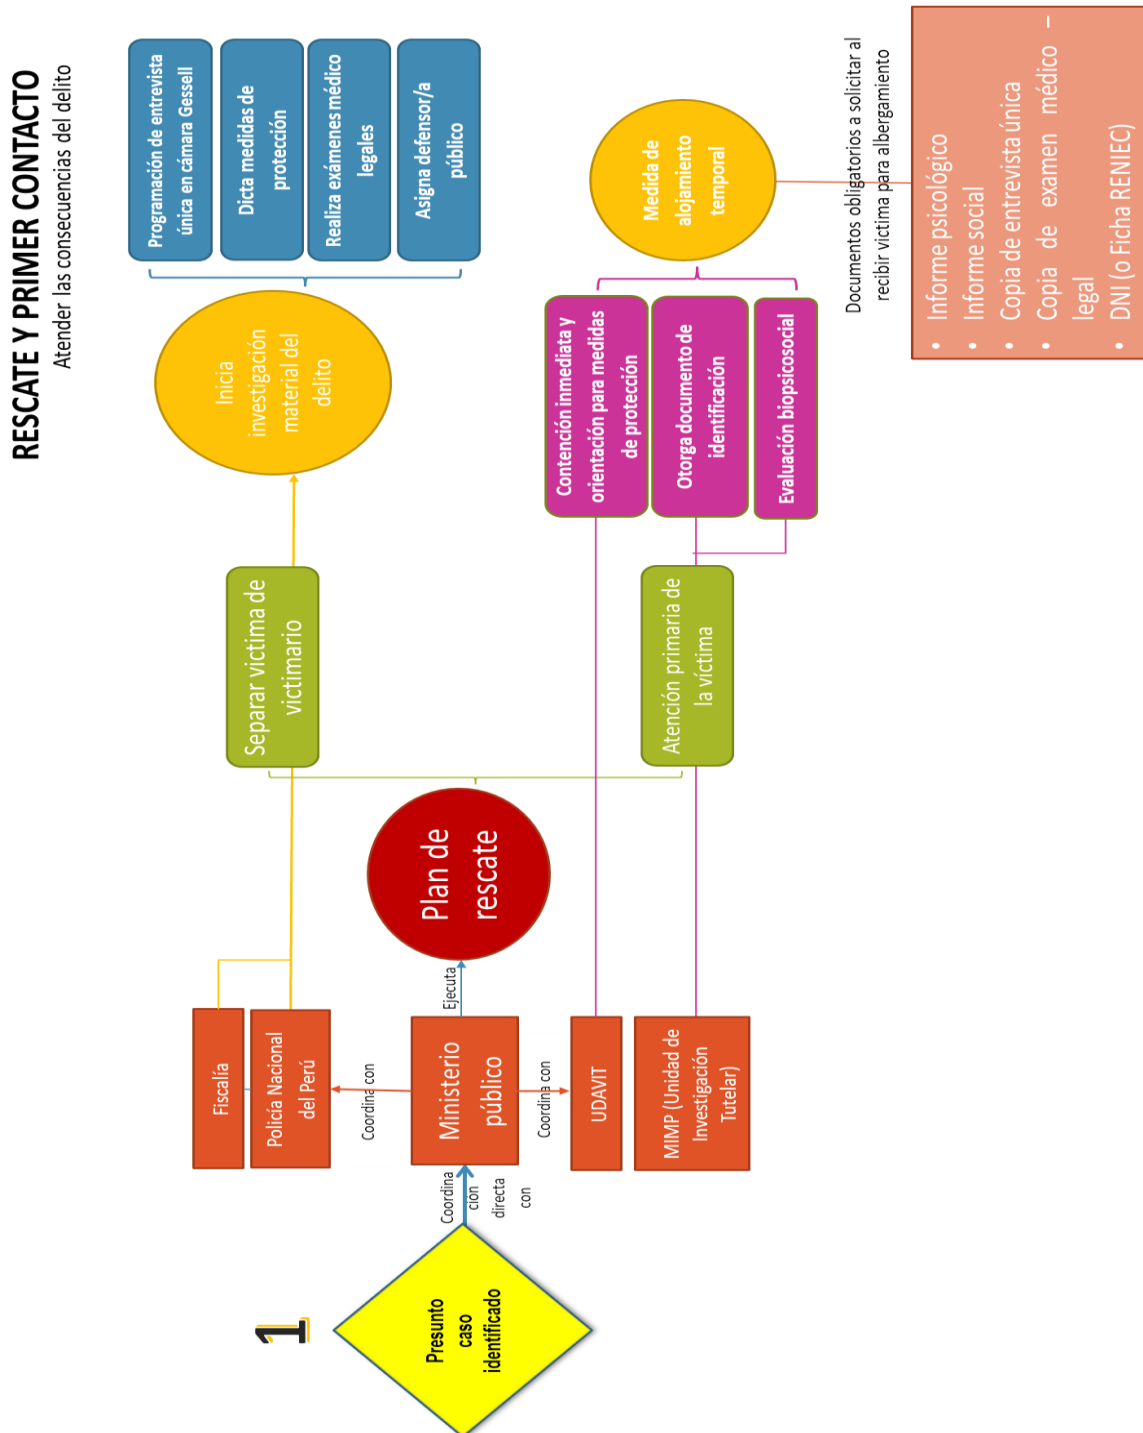 RESCATE Y PRIMER CONTACTO
Atender las consecuencias del delito
1
Presunto
caso
identificado
Coordina
ción
directa
con
Fiscalía
Policía Nacional
del Perú
Coordina con
Ministerio
público
Coordina con
UDAVIT
MIMP (Unidad de
Investigación
Tutelar)
Ejecuta
Plan de
rescate
Separar victima de
victimario
Atención primaria de
la víctima
Inicia
investigación
material del
delito
Programación de entrevista
única en cámara Gessell
Dicta medidas de
protección
Realiza exámenes médico
legales
Asigna defensor/a
público
Contención inmediata y
orientación para medidas
de protección
Otorga documento de
identificación
Evaluación biopsicosocial
Medida de
alojamiento
temporal
Documentos obligatorios a solicitar al
recibir victima para albergamiento
• Informe psicológico
• Informe social
• Copia de entrevista única
• Copia de examen médico –
legal
• DNI (o Ficha RENIEC)